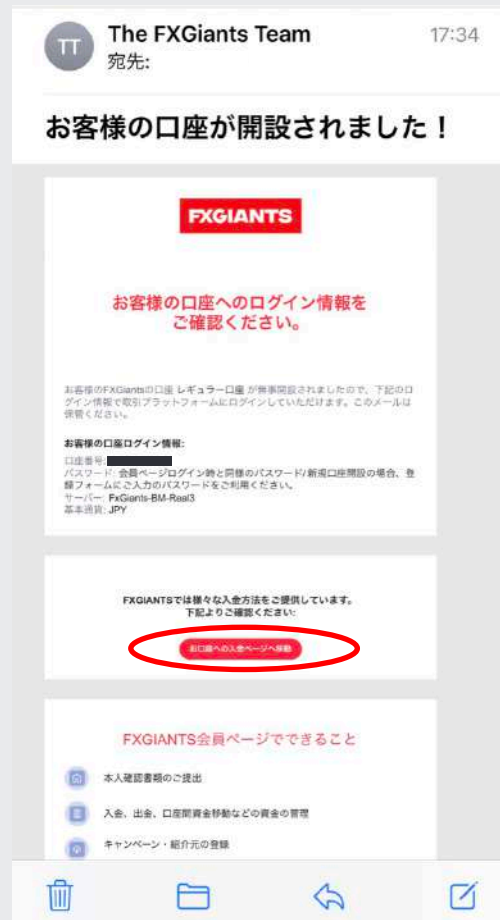 TT
The FXGiants Team
17:34
宛先:
お客様の口座が開設されました！
FXGIANTS
お客様の口座へのログイン情報を
ご確認ください。
お客様のFXGiantsの口座 レギュラー口座 が無事開設されましたので、下記のロ
グイン情報で取引プラットフォームにログインしていただけます。このメールは
保管ください。
お客様の口座ログイン情報:
口座番号:
パスワード: 会員ページログイン時と同様のパスワード/新規口座開設の場合、登
録フォームにご入力のパスワードをご利用ください。
サーバー: FxGiants-BM-Real3
基本通貨: JPY
FXGIANTSでは様々な入金方法をご提供しています。
下記よりご確認ください:
お口座への入金ページへ移動
FXGIANTS会員ページでできること
本人確認書類のご提出
入金、出金、口座間資金移動などの資金の管理
キャンペーン・紹介元の登録